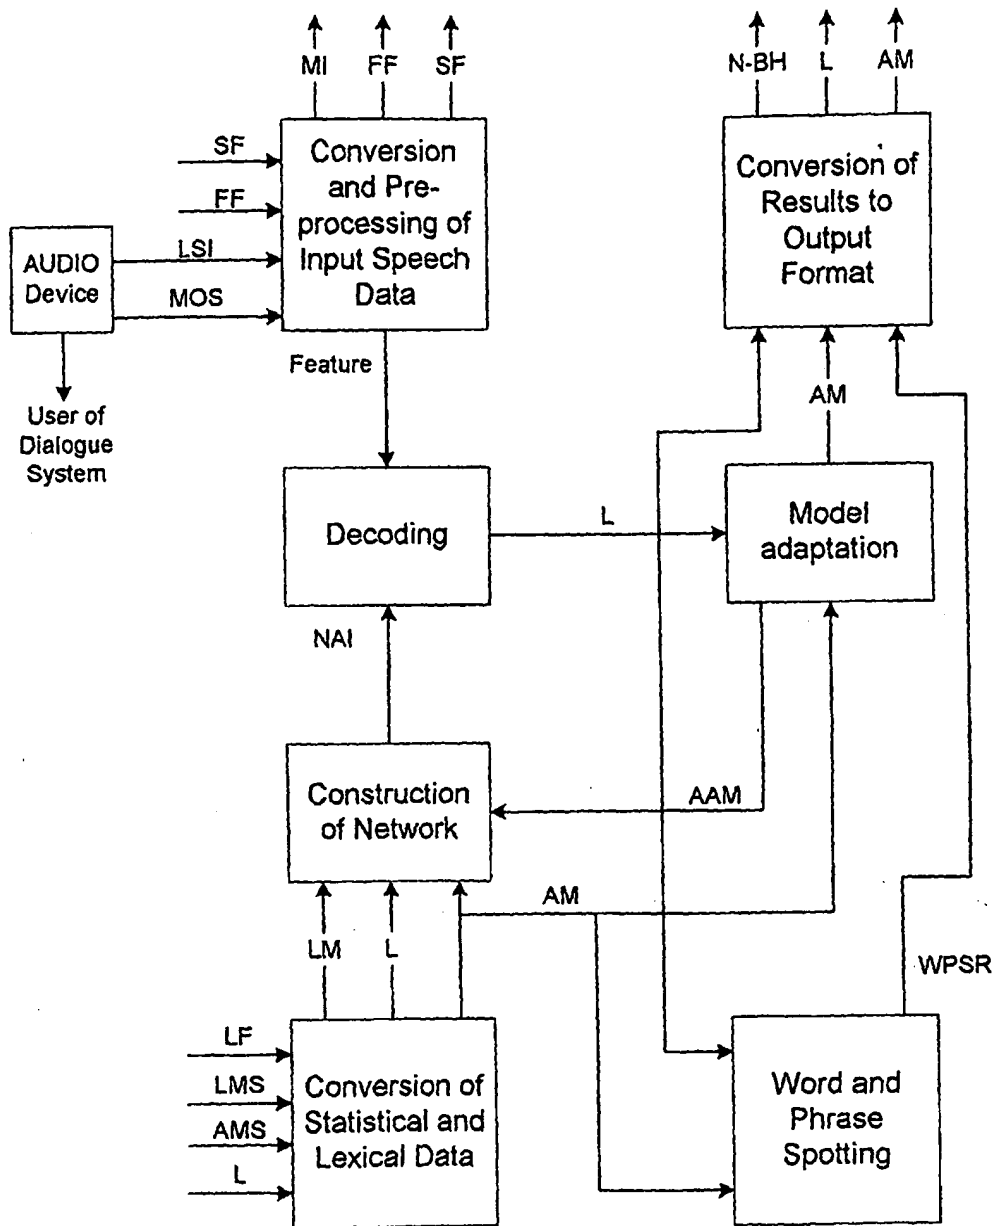 MI FF SF
N-BH L AM
SF
FF
LSI
MOS
AUDIO
Device
Conversion
and Pre-
processing of
Input Speech
Data
Conversion of
Results to
Output
Format
User of
Dialogue
System
Feature
AM
Decoding
L
Model
adaptation
NAI
Construction
of Network
AAM
LM L
AM
WPSR
LF
LMS
AMS
L
Conversion of
Statistical and
Lexical Data
Word and
Phrase
Spotting